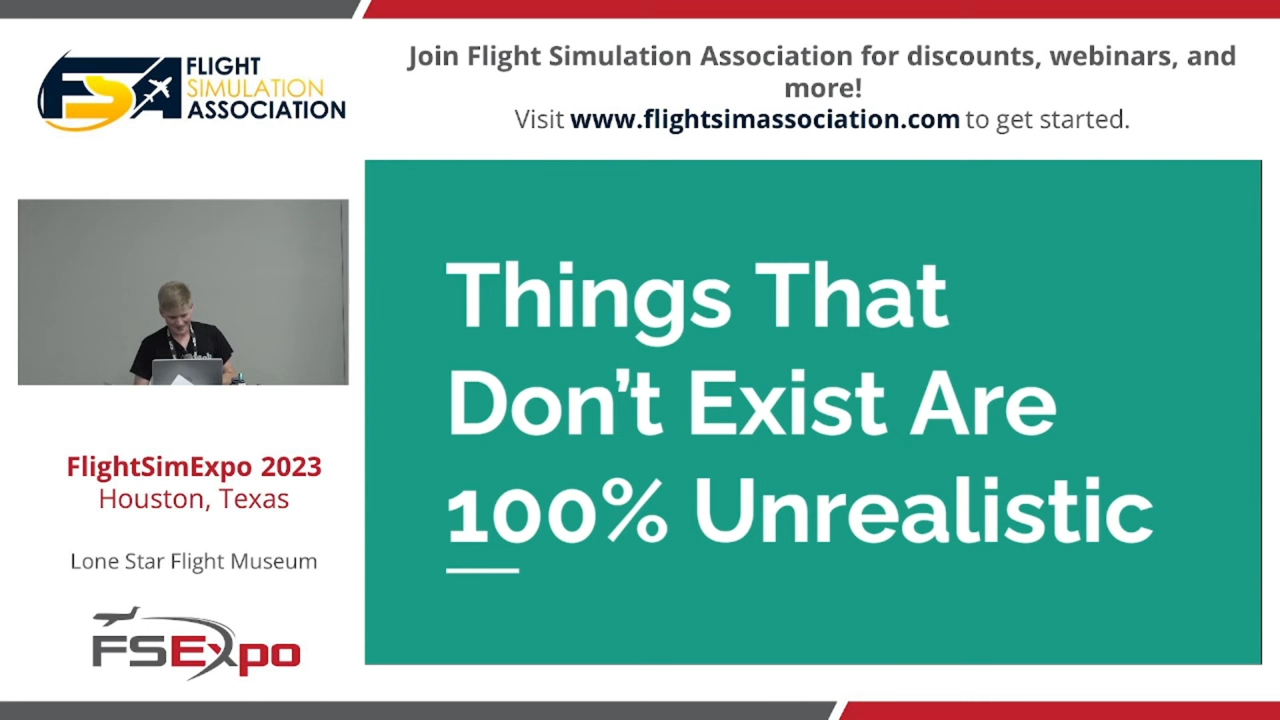 FLIGHT
SIMULATION
ASSOCIATION
Join Flight Simulation Association for discounts, webinars, and
more!
Visit www.flightsimassociation.com to get started.
Things That
Don't Exist Are
100% Unrealistic
FlightSimExpo 2023
Houston, Texas
Lone Star Flight Museum
FSExpo